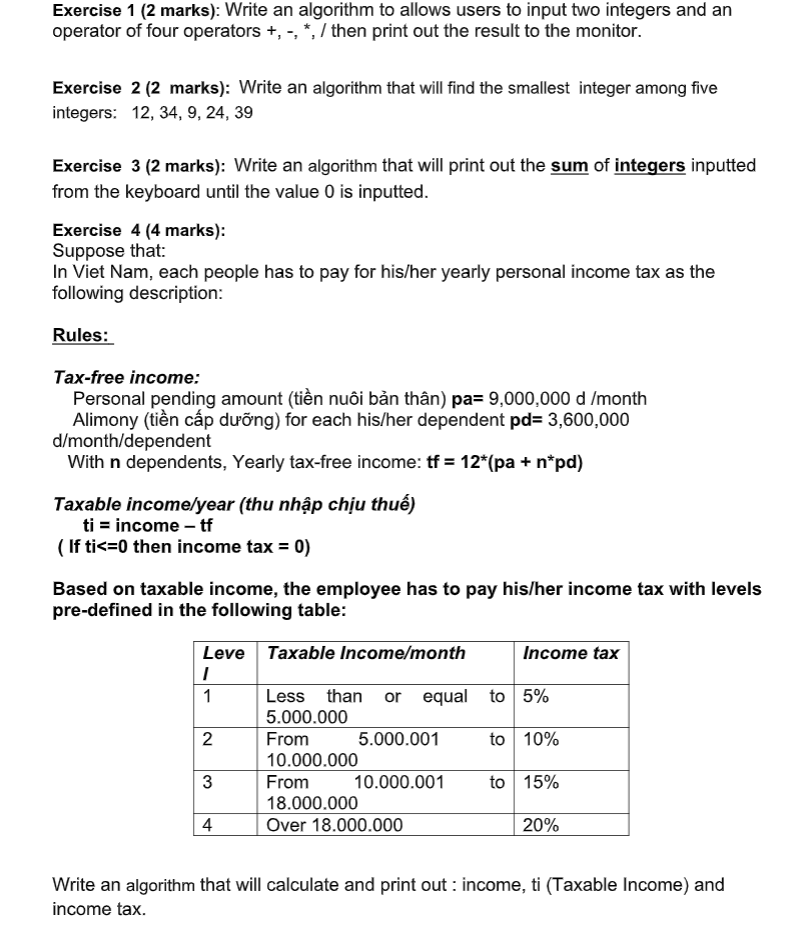 Exercise 1 (2 marks): Write an algorithm to allows users to input two integers and an
operator of four operators +, -, *, / then print out the result to the monitor.
Exercise 2 (2 marks): Write an algorithm that will find the smallest integer among five
integers: 12, 34, 9, 24, 39
Exercise 3 (2 marks): Write an algorithm that will print out the sum of integers inputted
from the keyboard until the value 0 is inputted.
Exercise 4 (4 marks):
Suppose that:
In Viet Nam, each people has to pay for his/her yearly personal income tax as the
following description:
Rules:
Tax-free income:
Personal pending amount (tiền nuôi bản thân) pa= 9,000,000 d /month
Alimony (tiền cấp dưỡng) for each his/her dependent pd= 3,600,000
d/month/dependent
With n dependents, Yearly tax-free income: tf = 12*(pa + n*pd)
Taxable income/year (thu nhập chịu thuế)
ti = income – tf
( If ti<=0 then income tax = 0)
Based on taxable income, the employee has to pay his/her income tax with levels
pre-defined in the following table:
Leve Taxable Income/month Income tax
l
1 Less than or equal to 5%
5.000.000
2 From 5.000.001 to 10%
10.000.000
3 From 10.000.001 to 15%
18.000.000
4 Over 18.000.000 20%
Write an algorithm that will calculate and print out : income, ti (Taxable Income) and
income tax.